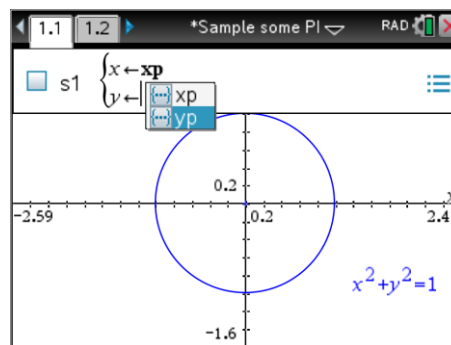 1.1 1.2 *Sample some PI RAD
s1 {x←xp
y←
xp
yp
x
0.2
-2.59 0.2 2.4
x²+y²=1
-1.6